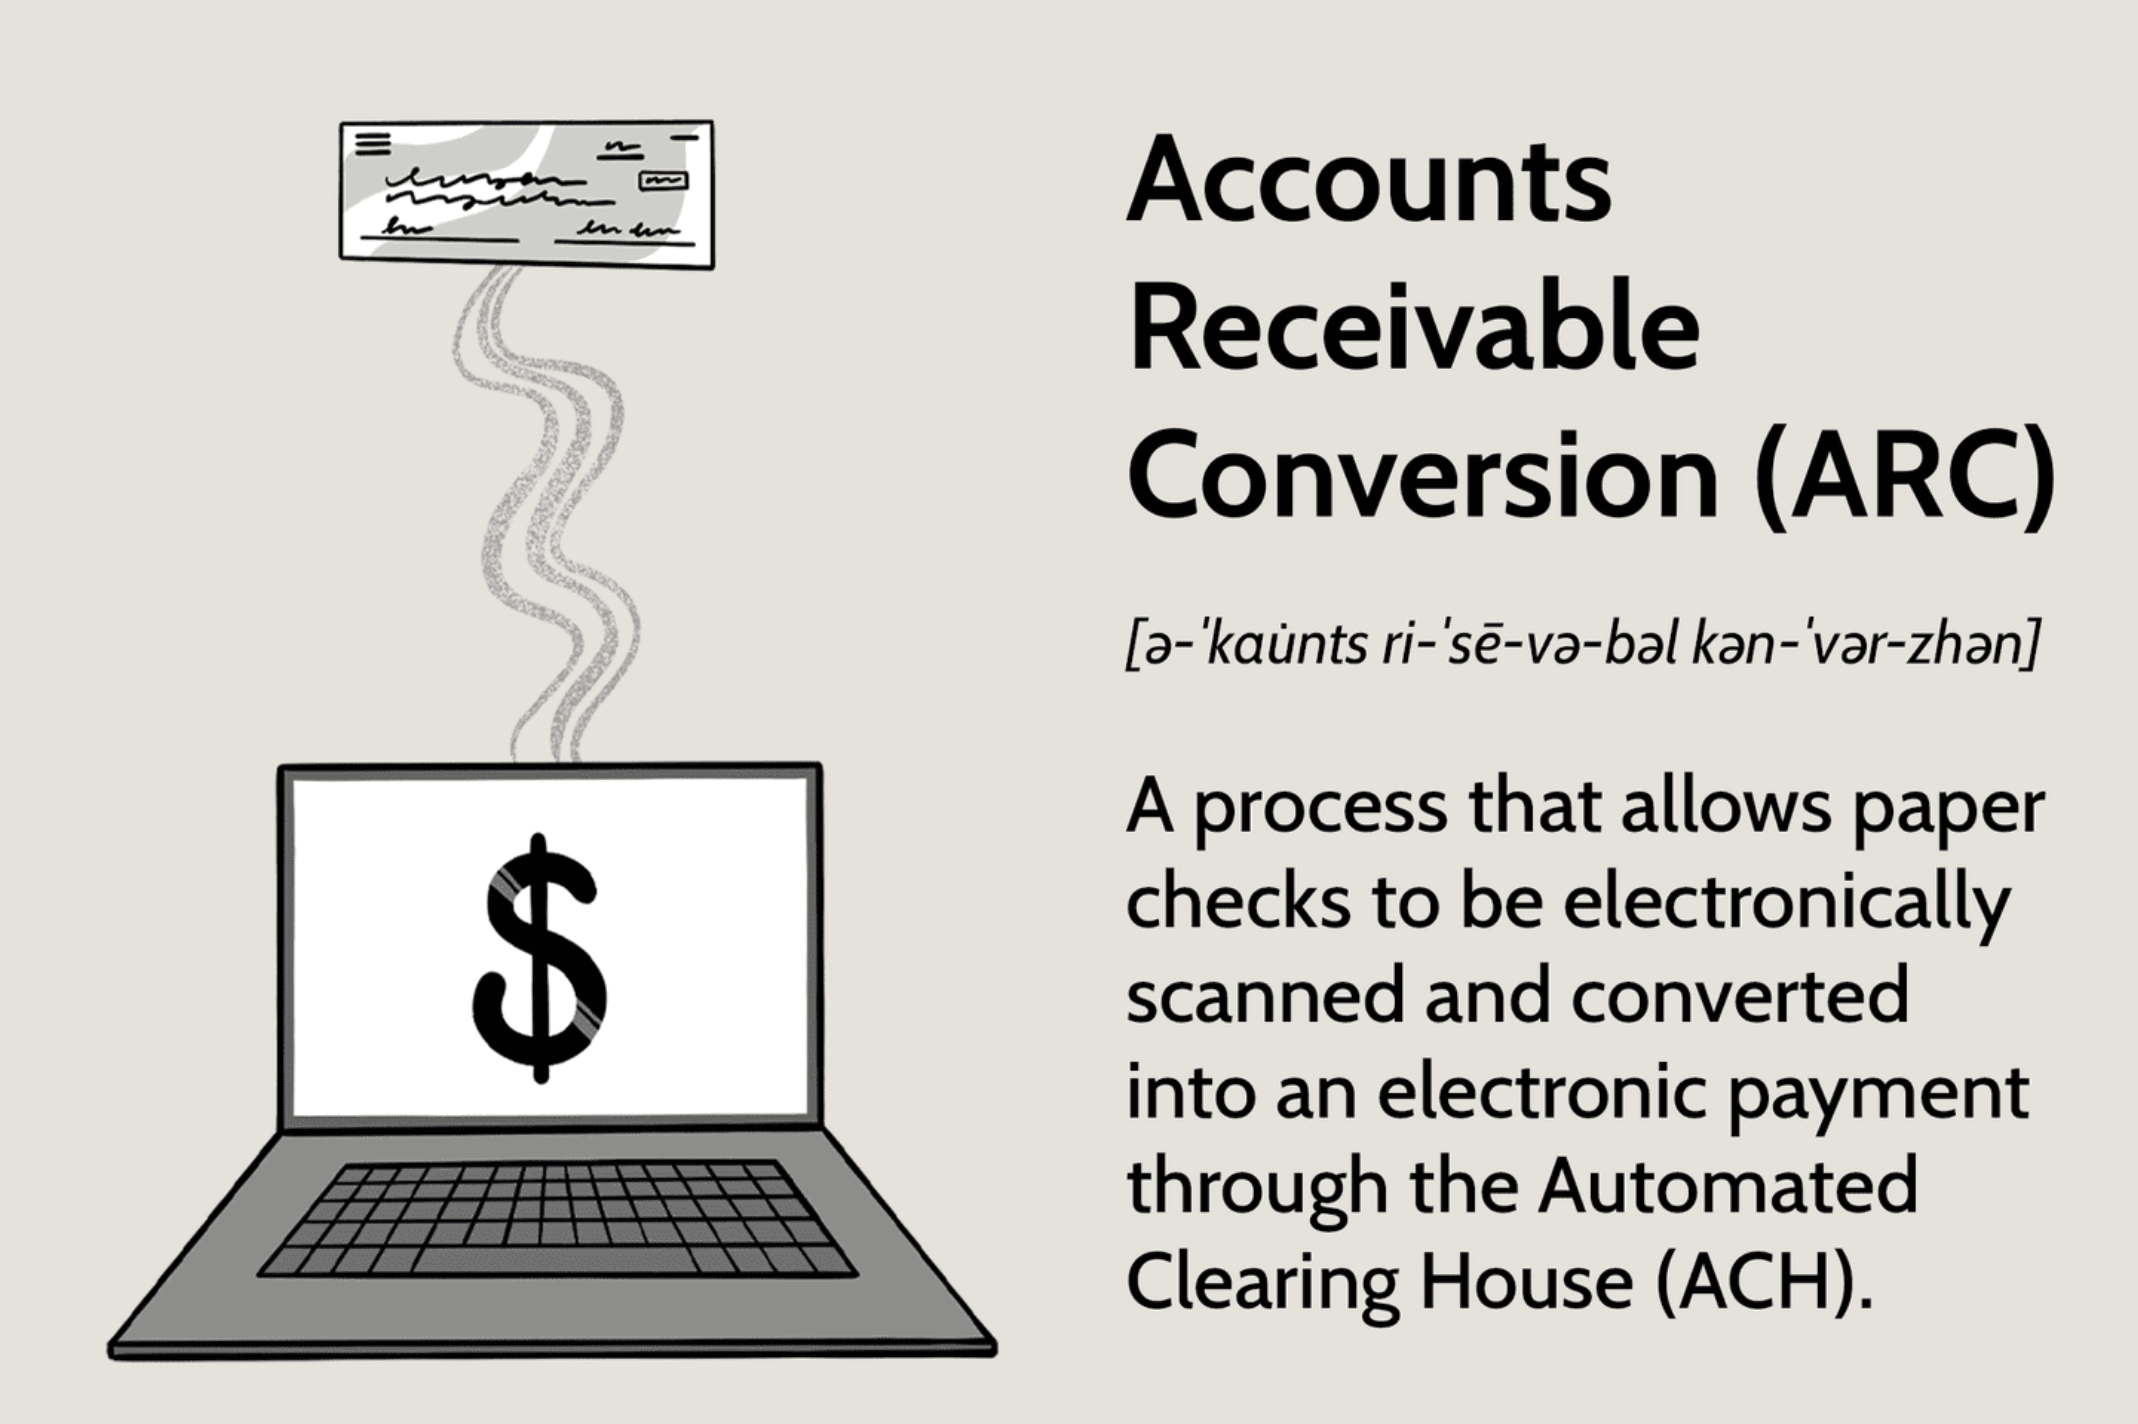 Accounts
Receivable
Conversion (ARC)
[ə-ˈkau̇nts ri-ˈsē-və-bəl kən-ˈvər-zhən]
A process that allows paper
checks to be electronically
scanned and converted
into an electronic payment
through the Automated
Clearing House (ACH).
$